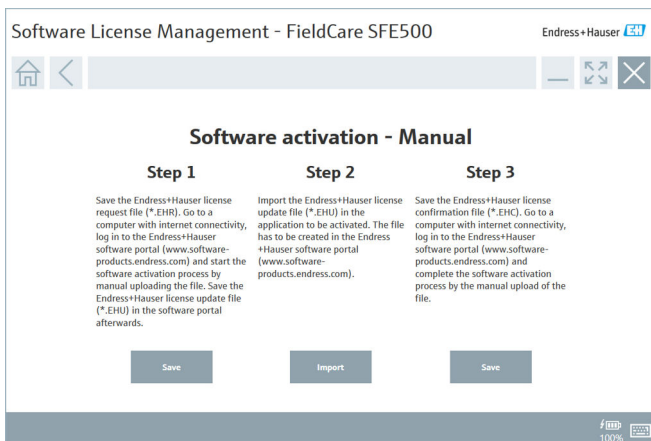 Software License Management - FieldCare SFE500
Endress+Hauser EH
Software activation - Manual
Step 1
Save the Endress+Hauser license
request file (*.EHR). Go to a
computer with internet connectivity,
log in to the Endress+Hauser
software portal (www.software-
products.endress.com) and start the
software activation process by
manual uploading the file. Save the
Endress+Hauser license update file
(*.EHU) in the software portal
afterwards.
Save
Step 2
Import the Endress+Hauser license
update file (*.EHU) in the
application to be activated. The file
has to be created in the Endress
+Hauser software portal
(www.software-
products.endress.com).
Import
Step 3
Save the Endress+Hauser license
confirmation file (*.EHC). Go to a
computer with internet connectivity,
log in to the Endress+Hauser
software portal (www.software-
products.endress.com) and
complete the software activation
process by the manual upload of the
file.
Save
100%